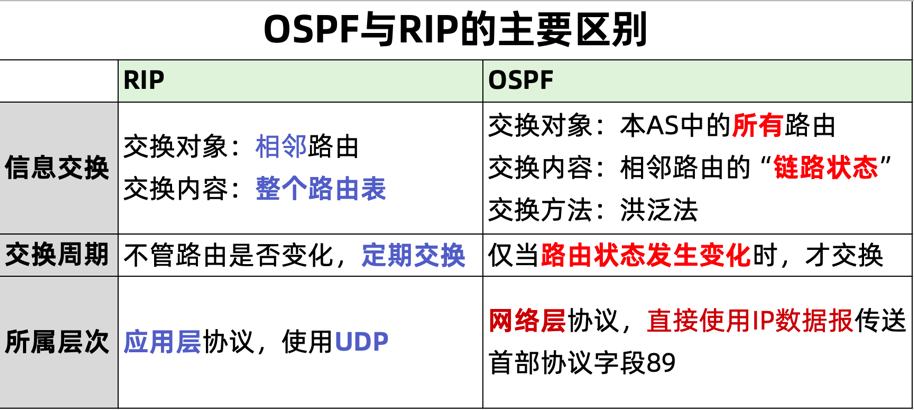 OSPF与RIP的主要区别
RIP
OSPF
信息交换
交换对象：相邻路由
交换内容：整个路由表
交换对象：本AS中的所有路由
交换内容：相邻路由的“链路状态”
交换方法：洪泛法
交换周期
不管路由是否变化，定期交换
仅当路由状态发生变化时，才交换
所属层次
应用层协议，使用UDP
网络层协议，直接使用IP数据报传送
首部协议字段89